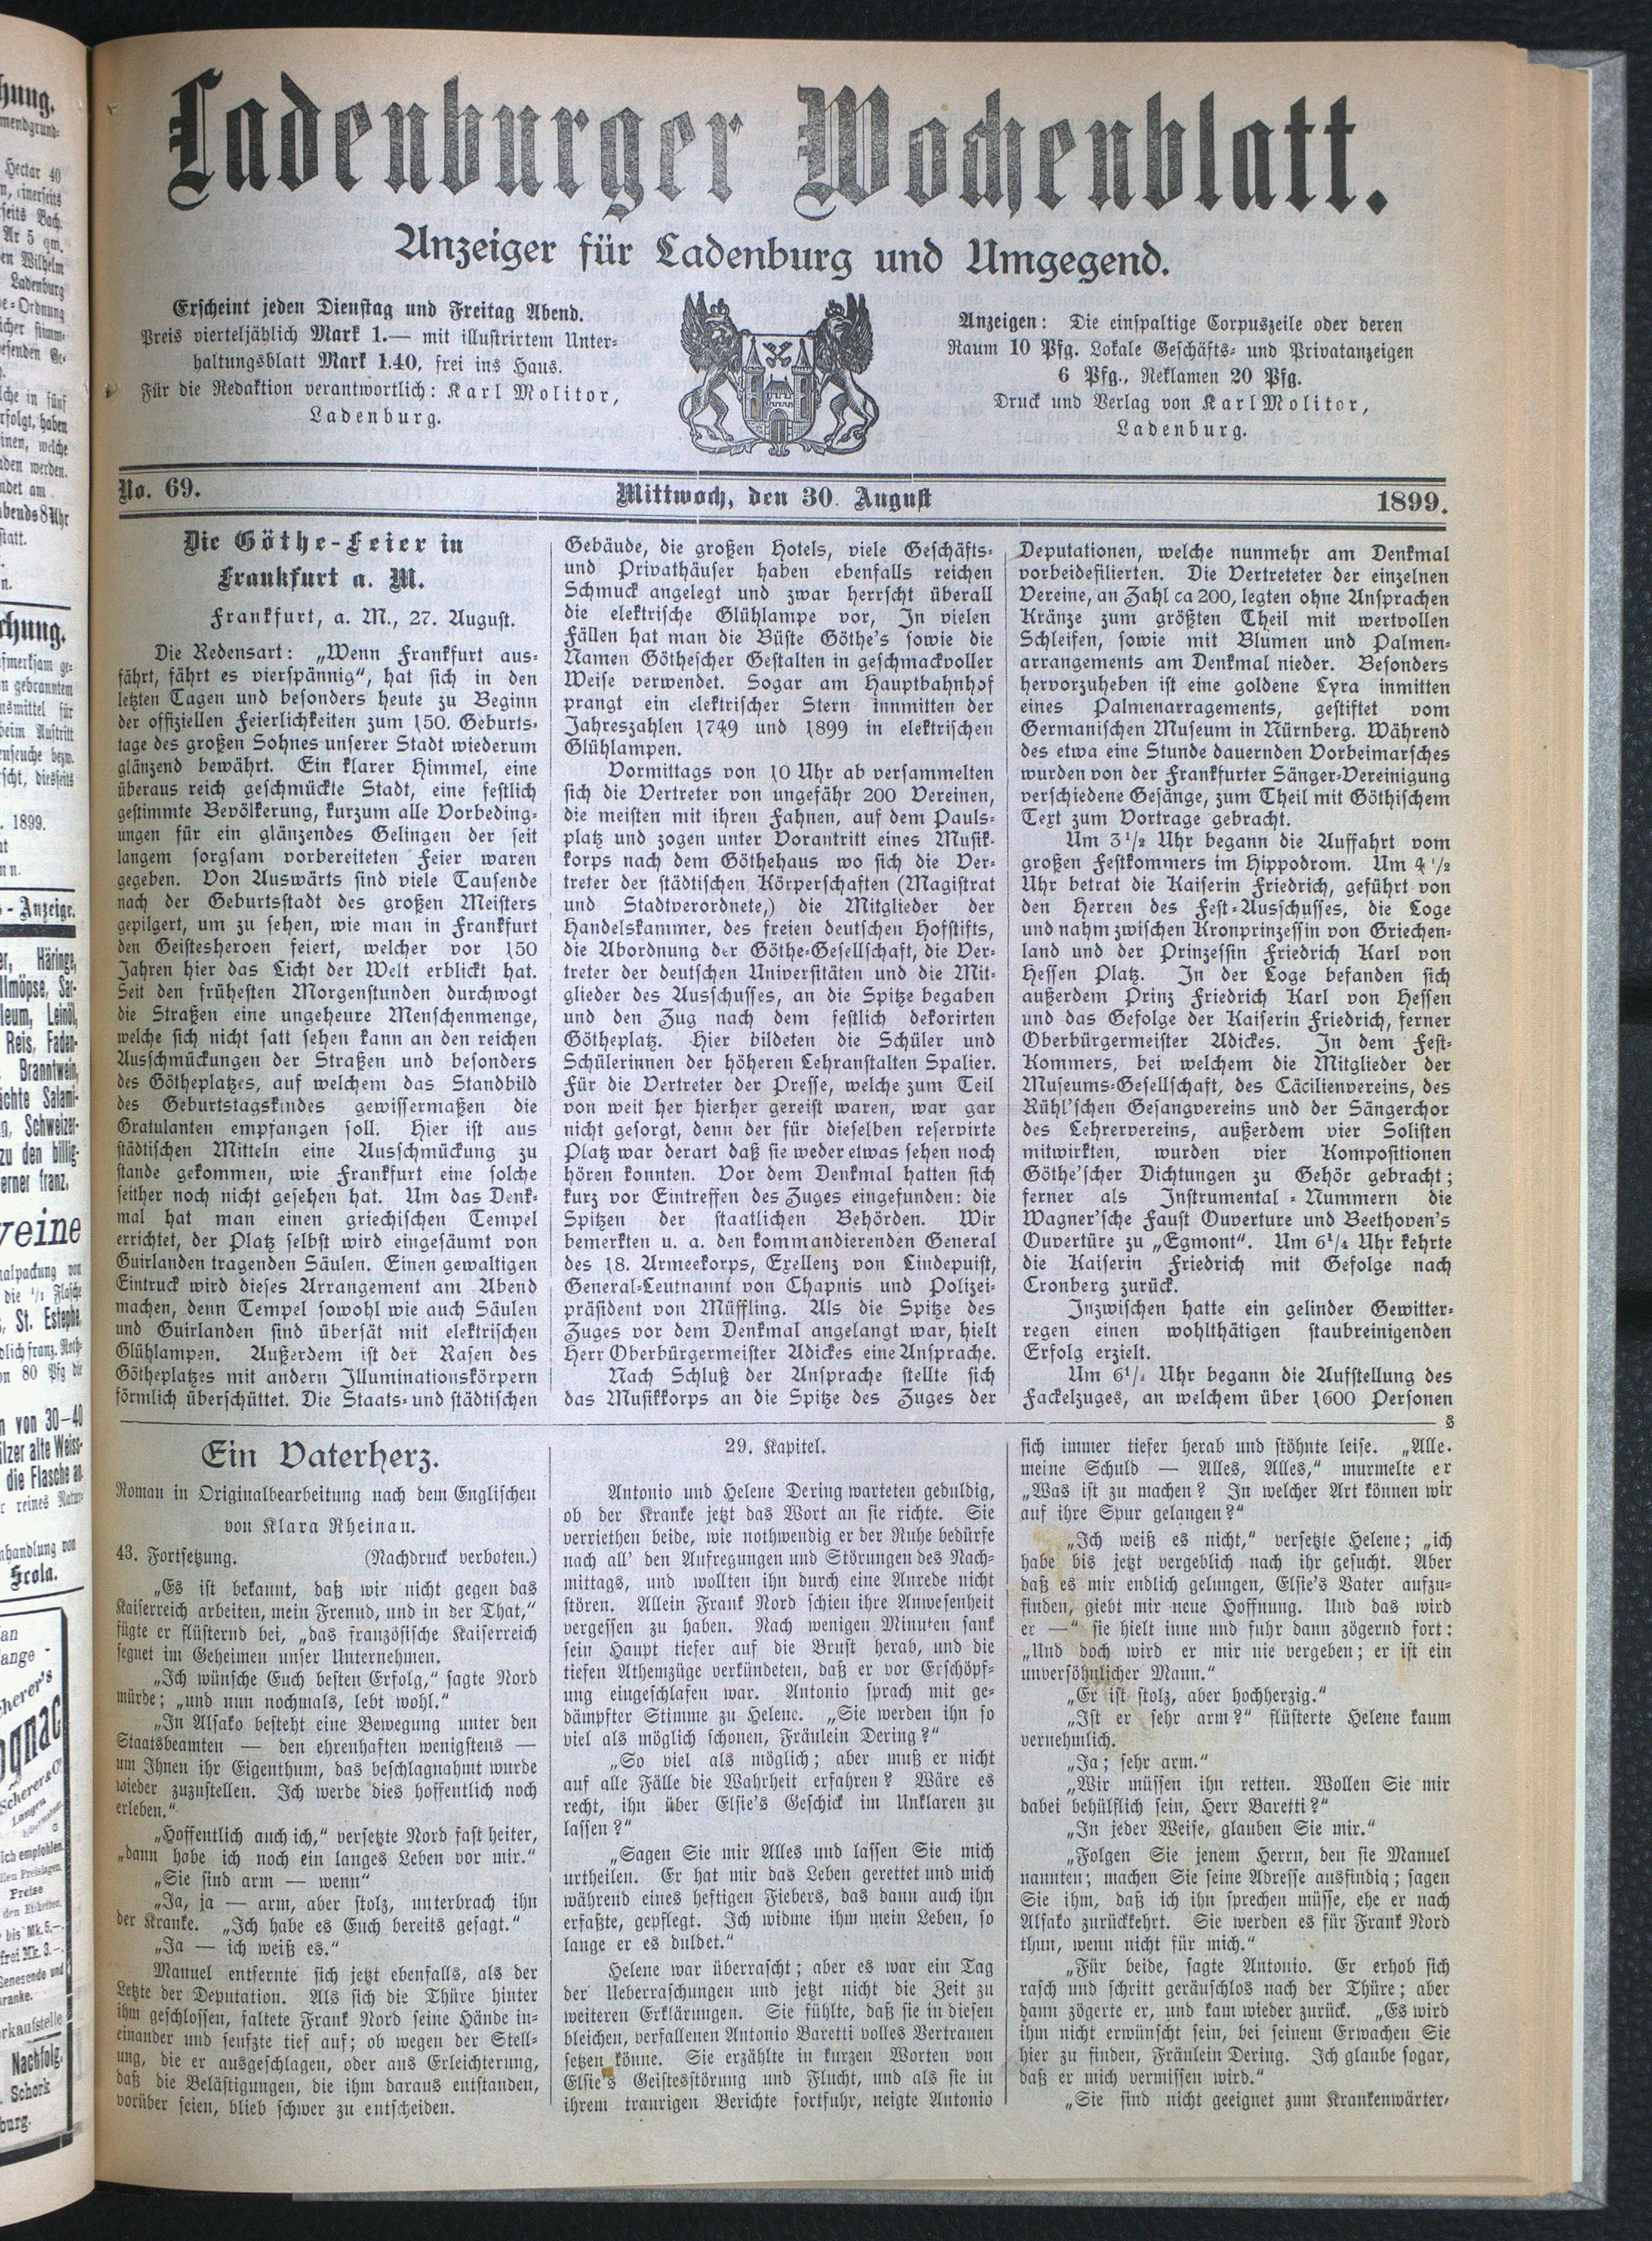 Ladenburger Wochenblatt.
Anzeiger für Ladenburg und Umgegend.
Erscheint jeden Dienstag und Freitag Abend.
Preis vierteljählich Mark 1.— mit illustrirtem Unter-
haltungsblatt Mark 1.40, frei ins Haus.
Für die Redaktion verantwortlich: Karl Molitor,
Ladenburg.
Anzeigen: Die einspaltige Corpuszeile oder deren
Raum 10 Pfg. Lokale Geschäfts- und Privatanzeigen
6 Pfg., Reklamen 20 Pfg.
Druck und Verlag von Karl Molitor,
Ladenburg.
No. 69.
Mittwoch, den 30. August
1899.
Die Göthe-Feier in
Frankfurt a. M.
Frankfurt, a. M., 27. August.
Die Redensart: „Wenn Frankfurt aus-
fährt, fährt es vierspännig“, hat sich in den
letzten Tagen und besonders heute zu Beginn
der offiziellen Feierlichkeiten zum 150. Geburts-
tage des großen Sohnes unserer Stadt wiederum
glänzend bewährt. Ein klarer Himmel, eine
überaus reich geschmückte Stadt, eine festlich
gestimmte Bevölkerung, kurzum alle Vorbeding-
ungen für ein glänzendes Gelingen der seit
langem sorgsam vorbereiteten Feier waren
gegeben. Von Auswärts sind viele Tausende
nach der Geburtsstadt des großen Meisters
gepilgert, um zu sehen, wie man in Frankfurt
den Geistesheroen feiert, welcher vor 150
Jahren hier das Licht der Welt erblickt hat.
Seit den frühesten Morgenstunden durchwogt
die Straßen eine ungeheure Menschenmenge,
welche sich nicht satt sehen kann an den reichen
Ausschmückungen der Straßen und besonders
des Götheplatzes, auf welchem das Standbild
des Geburtstagskindes gewissermaßen die
Gratulanten empfangen soll. Hier ist aus
städtischen Mitteln eine Ausschmückung zu
stande gekommen, wie Frankfurt eine solche
seither noch nicht gesehen hat. Um das Denk-
mal hat man einen griechischen Tempel
errichtet, der Platz selbst wird eingesäumt von
Guirlanden tragenden Säulen. Einen gewaltigen
Eintruck wird dieses Arrangement am Abend
machen, denn Tempel sowohl wie auch Säulen
und Guirlanden sind übersät mit elektrischen
Glühlampen. Außerdem ist der Rasen des
Götheplatzes mit andern Illuminationskörpern
förmlich überschüttet. Die Staats- und städtischen
Gebäude, die großen Hotels, viele Geschäfts-
und Privathäuser haben ebenfalls reichen
Schmuck angelegt und zwar herrscht überall
die elektrische Glühlampe vor, In vielen
Fällen hat man die Büste Göthe's sowie die
Namen Göthescher Gestalten in geschmackvoller
Weise verwendet. Sogar am Hauptbahnhof
prangt ein elektrischer Stern innmitten der
Jahreszahlen 1749 und 1899 in elektrischen
Glühlampen.
Vormittags von 10 Uhr ab versammelten
sich die Vertreter von ungefähr 200 Vereinen,
die meisten mit ihren Fahnen, auf dem Pauls-
platz und zogen unter Vorantritt eines Musik-
korps nach dem Göthehaus wo sich die Ver-
treter der städtischen Körperschaften (Magistrat
und Stadtverordnete,) die Mitglieder der
Handelskammer, des freien deutschen Hofstifts,
die Abordnung der Göthe-Gesellschaft, die Ver-
treter der deutschen Universitäten und die Mit-
glieder des Ausschusses, an die Spitze begaben
und den Zug nach dem festlich dekorirten
Götheplatz. Hier bildeten die Schüler und
Schülerinnen der höheren Lehranstalten Spalier.
Für die Vertreter der Presse, welche zum Teil
von weit her hierher gereist waren, war gar
nicht gesorgt, denn der für dieselben reservirte
Platz war derart daß sie weder etwas sehen noch
hören konnten. Vor dem Denkmal hatten sich
kurz vor Eintreffen des Zuges eingefunden: die
Spitzen der staatlichen Behörden. Wir
bemerkten u. a. den kommandierenden General
des 18. Armeekorps, Exellenz von Lindepuist,
General-Leutnannt von Chapnis und Polizei-
präsident von Müffling. Als die Spitze des
Zuges vor dem Denkmal angelangt war, hielt
Herr Oberbürgermeister Adickes eine Ansprache.
Nach Schluß der Ansprache stellte sich
das Musikkorps an die Spitze des Zuges der
Deputationen, welche nunmehr am Denkmal
vorbeidefilierten. Die Vertreteter der einzelnen
Vereine, an Zahl ca 200, legten ohne Ansprachen
Kränze zum größten Theil mit wertvollen
Schleifen, sowie mit Blumen und Palmen-
arrangements am Denkmal nieder. Besonders
hervorzuheben ist eine goldene Lyra inmitten
eines Palmenarragements, gestiftet vom
Germanischen Museum in Nürnberg. Während
des etwa eine Stunde dauernden Vorbeimarsches
wurden von der Frankfurter Sänger-Vereinigung
verschiedene Gesänge, zum Theil mit Göthischem
Text zum Vortrage gebracht.
Um 3 1/2 Uhr begann die Auffahrt vom
großen Festkommers im Hippodrom. Um 4 1/2
Uhr betrat die Kaiserin Friedrich, geführt von
den Herren des Fest-Ausschusses, die Loge
und nahm zwischen Kronprinzessin von Griechen-
land und der Prinzessin Friedrich Karl von
Hessen Platz. In der Loge befanden sich
außerdem Prinz Friedrich Karl von Hessen
und das Gefolge der Kaiserin Friedrich, ferner
Oberbürgermeister Adickes. In dem Fest-
Kommers, bei welchem die Mitglieder der
Museums-Gesellschaft, des Cäcilienvereins, des
Rühl'schen Gesangvereins und der Sängerchor
des Lehrervereins, außerdem vier Solisten
mitwirkten, wurden vier Kompositionen
Göthe'scher Dichtungen zu Gehör gebracht;
ferner als Instrumental-Nummern die
Wagner'sche Faust Ouverture und Beethoven's
Ouvertüre zu „Egmont“. Um 6 1/4 Uhr kehrte
die Kaiserin Friedrich mit Gefolge nach
Cronberg zurück.
Inzwischen hatte ein gelinder Gewitter-
regen einen wohlthätigen staubreinigenden
Erfolg erzielt.
Um 6 1/2 Uhr begann die Aufstellung des
Fackelzuges, an welchem über 1600 Personen
Ein Vaterherz.
Roman in Originalbearbeitung nach dem Englischen
von Klara Rheinau.
43. Fortsetzung. (Nachdruck verboten.)
„Es ist bekannt, daß wir nicht gegen das
Kaiserreich arbeiten, mein Freund, und in der That,“
fügte er flüsternd bei, „das französische Kaiserreich
segnet im Geheimen unser Unternehmen.
„Ich wünsche Euch besten Erfolg,“ sagte Nord
mürde; „und nun nochmals, lebt wohl.“
„In Alsako besteht eine Bewegung unter den
Staatsbeamten — den ehrenhaften wenigstens —
um Ihnen ihr Eigenthum, das beschlagnahmt wurde
wieder zuzustellen. Ich werde dies hoffentlich noch
erleben.“
„Hoffentlich auch ich,“ versetzte Nord fast heiter,
„dann habe ich noch ein langes Leben vor mir.“
„Sie sind arm — wenn“
„Ja, ja — arm, aber stolz, unterbrach ihn
der Kranke. „Ich habe es Euch bereits gesagt.“
„Ja — ich weiß es.“
Manuel entfernte sich jetzt ebenfalls, als der
Letzte der Deputation. Als sich die Thüre hinter
ihm geschlossen, faltete Frank Nord seine Hände in-
einander und seufzte tief auf; ob wegen der Stell-
ung, die er ausgeschlagen, oder aus Erleichterung,
daß die Belästigungen, die ihm daraus entstanden,
vorüber seien, blieb schwer zu entscheiden.
29. Kapitel.
Antonio und Helene Dering warteten geduldig,
ob der Kranke jetzt das Wort an sie richte. Sie
verriethen beide, wie nothwendig er der Ruhe bedürfe
nach all' den Aufregungen und Störungen des Nach-
mittags, und wollten ihn durch eine Anrede nicht
stören. Allein Frank Nord schien ihre Anwesenheit
vergessen zu haben. Nach wenigen Minuten sank
sein Haupt tiefer auf die Brust herab, und die
tiefen Athemzüge verkündeten, daß er vor Erschöpf-
ung eingeschlafen war. Antonio sprach mit ge-
dämpfter Stimme zu Helene. „Sie werden ihn so
viel als möglich schonen, Fräulein Dering?“
„So viel als möglich; aber muß er nicht
auf alle Fälle die Wahrheit erfahren? Wäre es
recht, ihn über Elsie's Geschick im Unklaren zu
lassen?“
„Sagen Sie mir Alles und lassen Sie mich
urtheilen. Er hat mir das Leben gerettet und mich
während eines heftigen Fiebers, das dann auch ihn
erfaßte, gepflegt. Ich widme ihm mein Leben, so
lange er es duldet.“
Helene war überrascht; aber es war ein Tag
der Ueberraschungen und jetzt nicht die Zeit zu
weiteren Erklärungen. Sie fühlte, daß sie in diesen
bleichen, verfallenen Antonio Baretti volles Vertrauen
setzen könne. Sie erzählte in kurzen Worten von
Elsie's Geistesstörung und Flucht, und als sie in
ihrem traurigen Berichte fortfuhr, neigte Antonio
sich immer tiefer herab und stöhnte leise. „Alle.
meine Schuld — Alles, Alles,“ murmelte er
„Was ist zu machen? In welcher Art können wir
auf ihre Spur gelangen?“
„Ich weiß es nicht,“ versetzte Helene; „ich
habe bis jetzt vergeblich nach ihr gesucht. Aber
daß es mir endlich gelungen, Elsie's Vater aufzu-
finden, giebt mir neue Hoffnung. Und das wird
er —“ sie hielt inne und fuhr dann zögernd fort:
„Und doch wird er mir nie vergeben; er ist ein
unversöhnlicher Mann.“
„Er ist stolz, aber hochherzig.“
„Ist er sehr arm?“ flüsterte Helene kaum
vernehmlich.
„Ja; sehr arm.“
„Wir müssen ihn retten. Wollen Sie mir
dabei behülflich sein, Herr Baretti?“
„In jeder Weise, glauben Sie mir.“
„Folgen Sie jenem Herrn, den sie Manuel
nannten; machen Sie seine Adresse ausfindig; sagen
Sie ihm, daß ich ihn sprechen müsse, ehe er nach
Alsako zurückkehrt. Sie werden es für Frank Nord
thun, wenn nicht für mich.“
„Für beide, sagte Antonio. Er erhob sich
rasch und schritt geräuschlos nach der Thüre; aber
dann zögerte er, und kam wieder zurück. „Es wird
ihm nicht erwünscht sein, bei seinem Erwachen Sie
hier zu finden, Fräulein Dering. Ich glaube sogar,
daß er mich vermissen wird.“
„Sie sind nicht geeignet zum Krankenwärter,